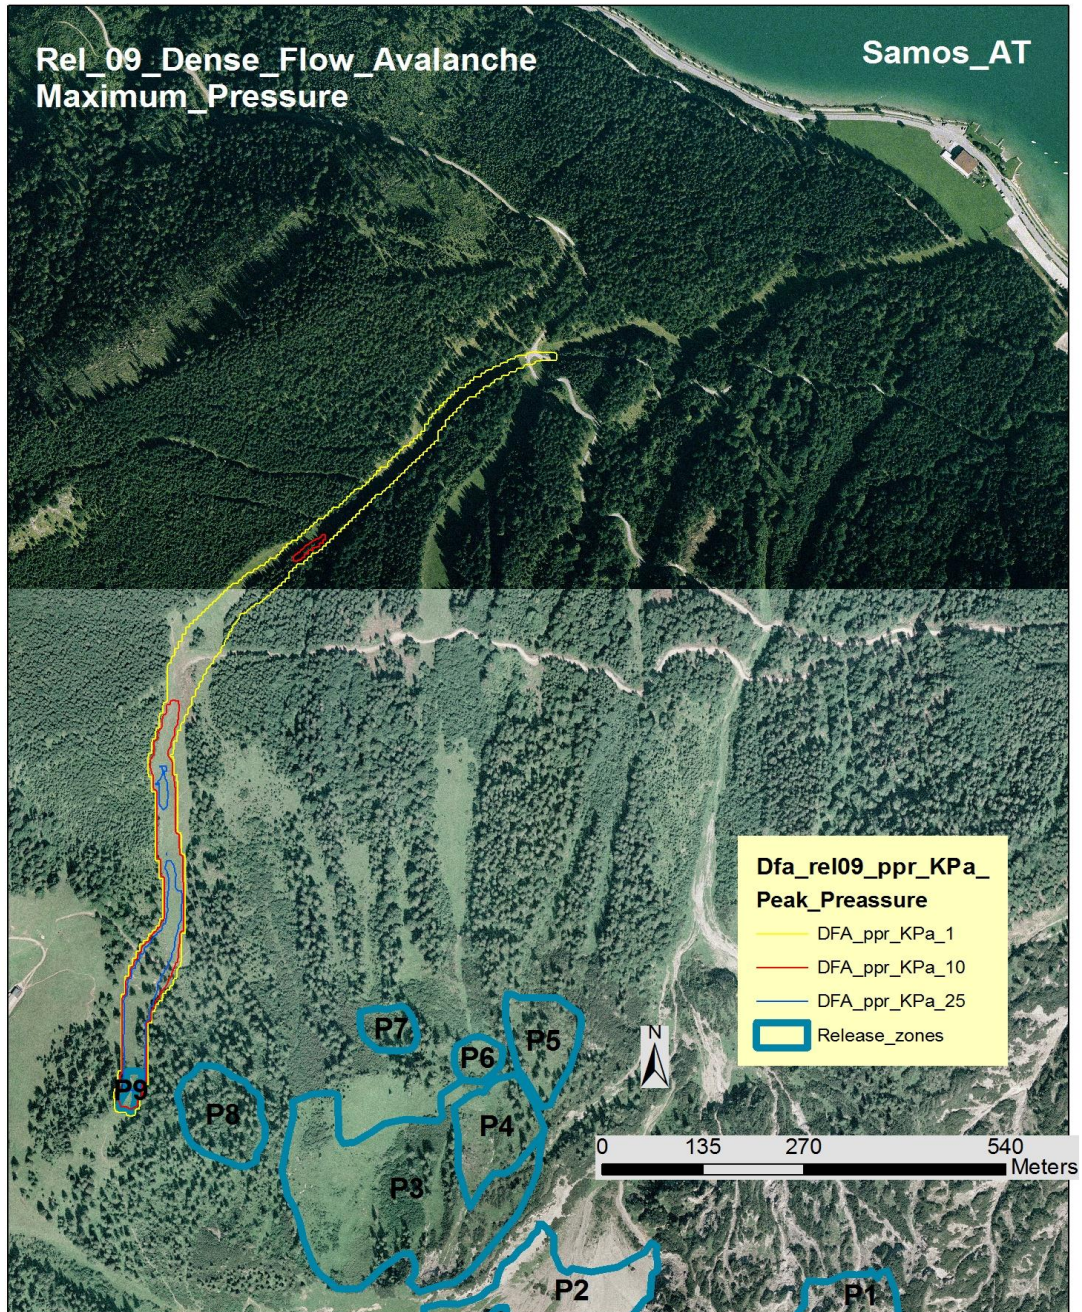 Rel_09_Dense_Flow_Avalanche
Maximum_Pressure
Samos_AT
Dfa_rel09_ppr_KPa_
Peak_Preassure
DFA_ppr_KPa_1
DFA_ppr_KPa_10
DFA_ppr_KPa_25
Release_zones
P7
P5
P6
N
P9
P8
P4
P3
0 135 270 540
Meters
P2
P1